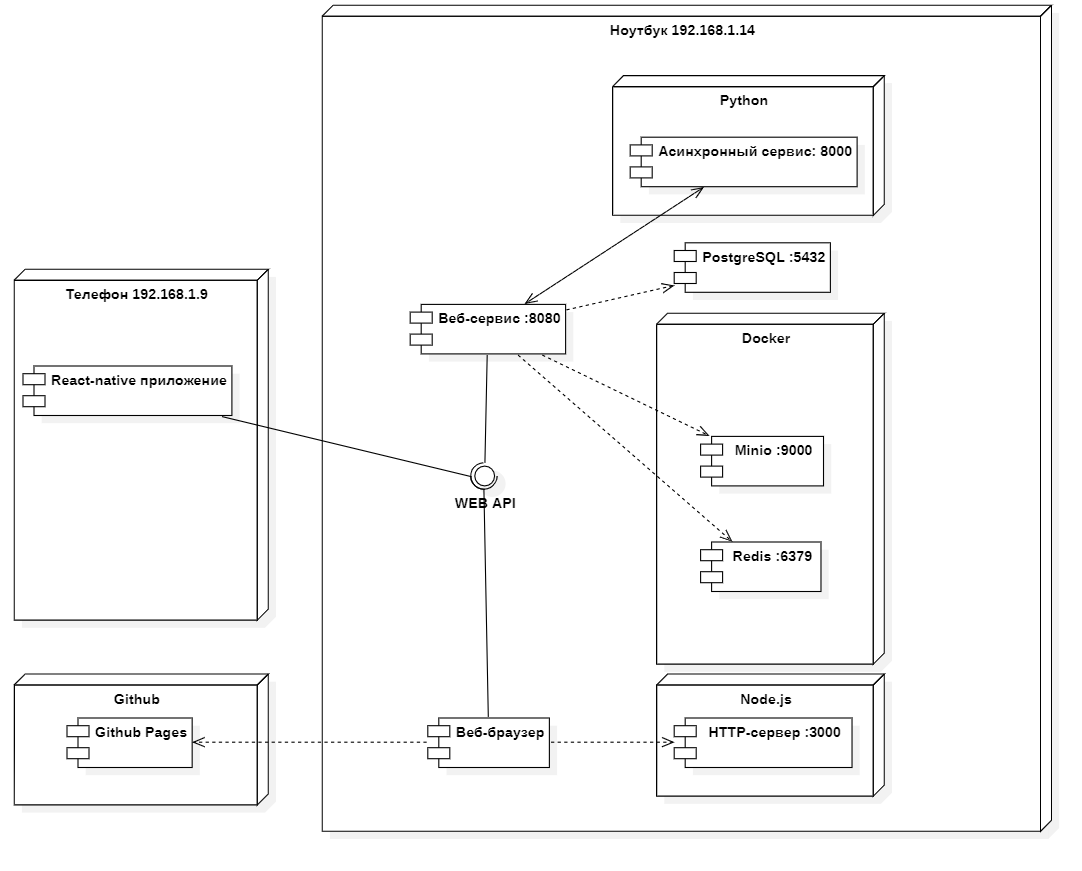 Ноутбук 192.168.1.14
Python
Асинхронный сервис: 8000
PostgreSQL :5432
Телефон 192.168.1.9
Веб-сервис :8080
Docker
React-native приложение
Minio :9000
WEB API
Redis :6379
Github
Node.js
Github Pages
Веб-браузер
HTTP-сервер :3000